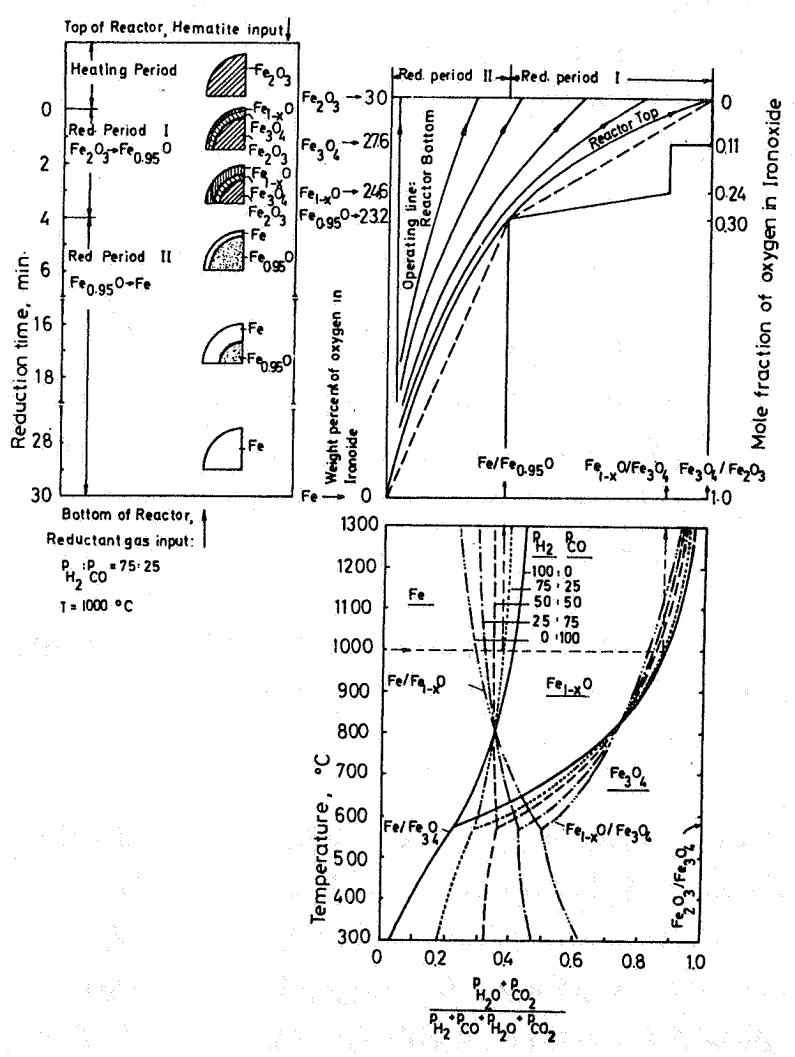 Top of Reactor, Hematite input
Heating Period
Fe2O3
0
Fe1-xO
Red. Period I
Fe3O4
Fe2O3→Fe0.95O
Fe2O3
2
Fe1-xO
Fe3O4
4
Fe2O3
Fe
Red Period II
Fe0.95O
6
Fe0.95O→Fe
16
Fe
Fe0.95O
18
28
Fe
30
Reduction time, min.
Bottom of Reactor,
Reductant gas input:
PH2:PCO=75:25
T=1000 °C
Red. period II
Red. period I
Fe2O3 → 30
Fe3O4 → 27.6
Fe1-xO → 24.6
Fe0.95O→23.2
Fe → 0
Weight percent of oxygen in
Ironoxide
Operating line:
Reactor Bottom
Reactor Top
0
0.11
0.24
0.30
1.0
Mole fraction of oxygen in Ironoxide
Fe/Fe0.95O
Fe1-xO/Fe3O4
Fe3O4/Fe2O3
1300
1200
1100
1000
900
800
700
600
500
400
300
Temperature, °C
PH2 PCO
100:0
75:25
50:50
25:75
0:100
Fe
Fe/Fe1-xO
Fe1-xO
Fe3O4
Fe/Fe3O4
Fe1-xO/Fe3O4
Fe2O3/Fe3O4
0
0.2
0.4
0.6
0.8
1.0
PH2O+PCO2
PH2+PCO+PH2O+PCO2